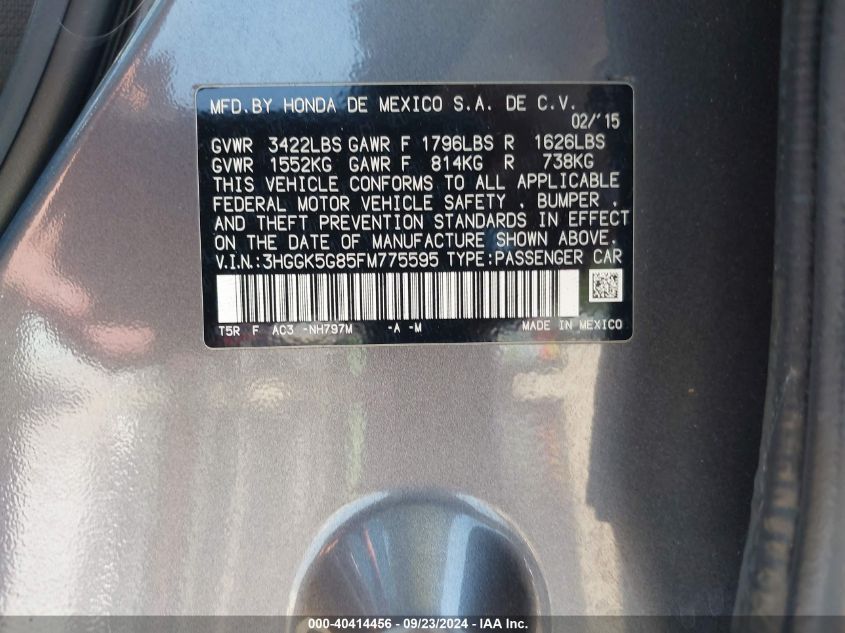 MFD.BY HONDA DE MEXICO S.A. DE C.V.
02/'15
GVWR 3422LBS GAWR F 1796LBS R 1626LBS
GVWR 1552KG GAWR F 814KG R 738KG
THIS VEHICLE CONFORMS TO ALL APPLICABLE
FEDERAL MOTOR VEHICLE SAFETY , BUMPER ,
AND THEFT PREVENTION STANDARDS IN EFFECT
ON THE DATE OF MANUFACTURE SHOWN ABOVE.
V.I.N.:3HGGK5G85FM775595 TYPE:PASSENGER CAR
T5R F AC3 -NH797M -A -M MADE IN MEXICO
000-40414456 - 09/23/2024 - IAA Inc.